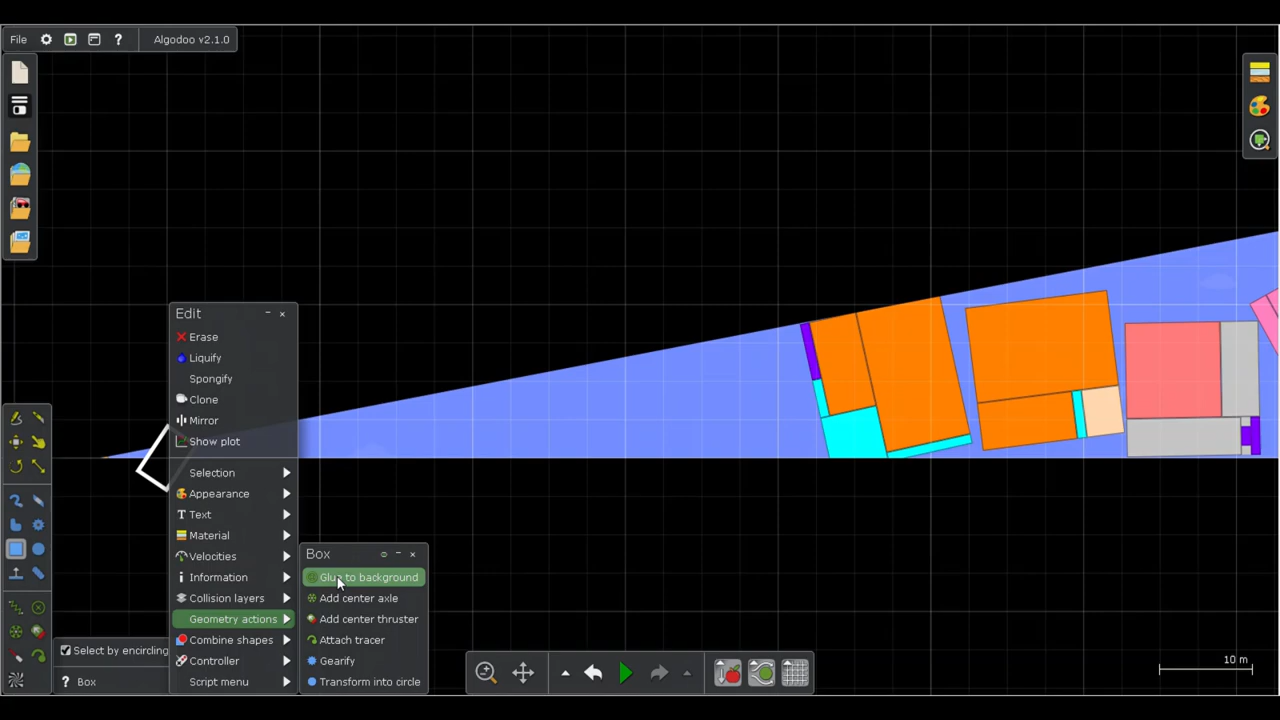 File
?
Algodoo v2.1.0
Edit
Erase
Liquify
Spongify
Clone
Mirror
Show plot
Selection
Appearance
Text
Material
Velocities
Information
Collision layers
Geometry actions
Combine shapes
Controller
Script menu
Box
Glue to background
Add center axle
Add center thruster
Attach tracer
Gearify
Transform into circle
Select by encircling
? Box
10 m